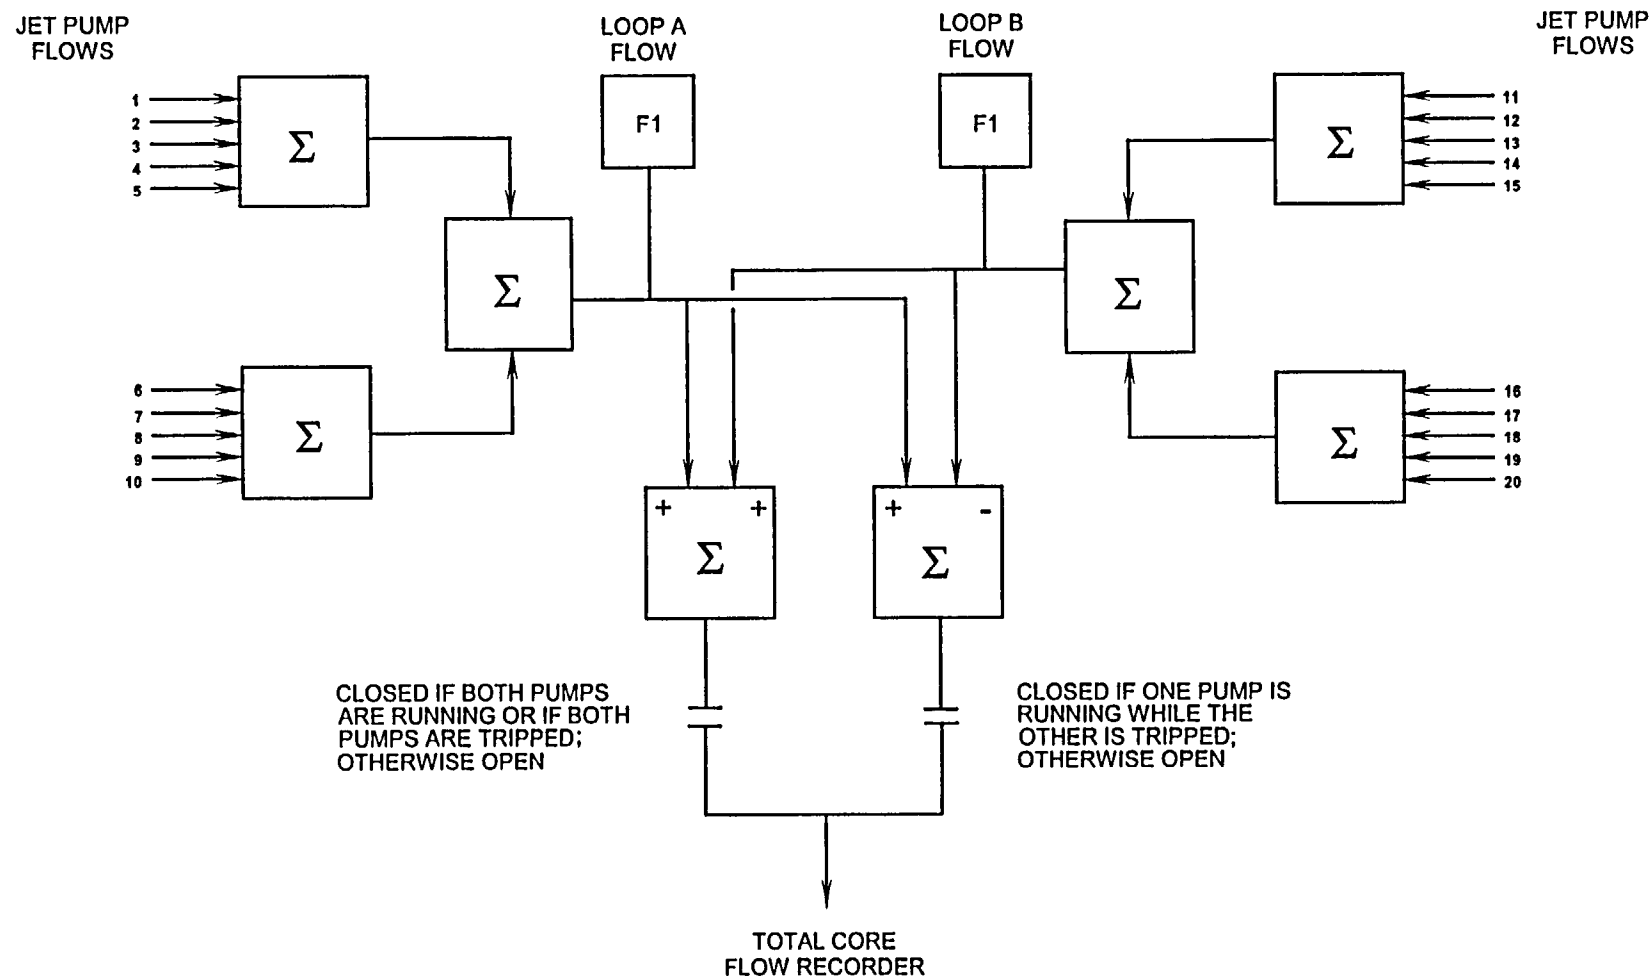 JET PUMP
FLOWS
LOOP A
FLOW
LOOP B
FLOW
JET PUMP
FLOWS
1
2
3
4
5
Σ
F1
F1
Σ
11
12
13
14
15
Σ
Σ
6
7
8
9
10
Σ
Σ
16
17
18
19
20
+ +
Σ
+ -
Σ
CLOSED IF BOTH PUMPS
ARE RUNNING OR IF BOTH
PUMPS ARE TRIPPED;
OTHERWISE OPEN
CLOSED IF ONE PUMP IS
RUNNING WHILE THE
OTHER IS TRIPPED;
OTHERWISE OPEN
TOTAL CORE
FLOW RECORDER